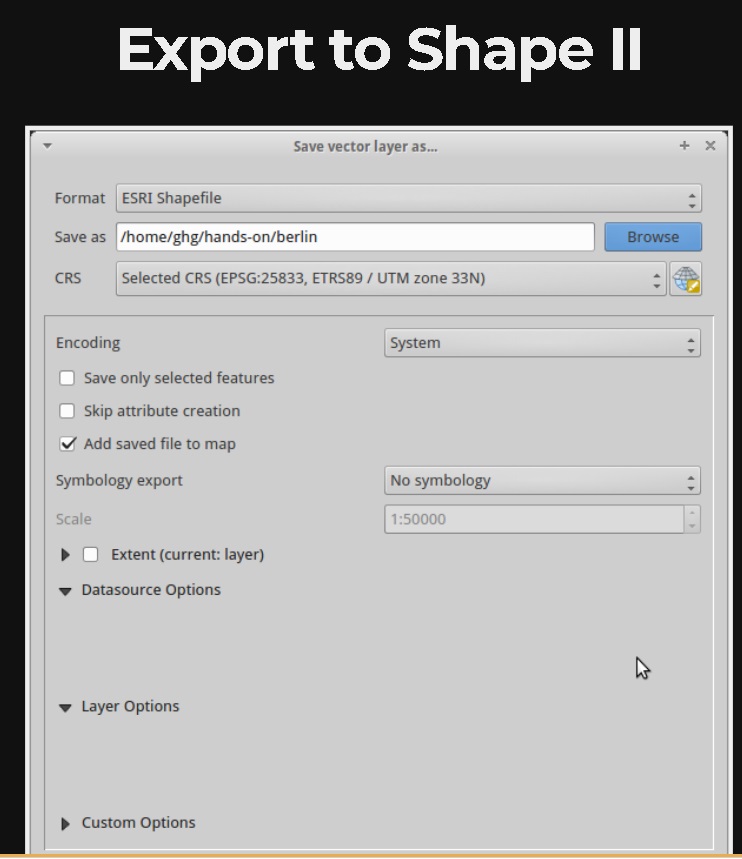 Export to Shape II
Save vector layer as...
Format ESRI Shapefile
Save as /home/ghg/hands-on/berlin Browse
CRS Selected CRS (EPSG:25833, ETRS89 / UTM zone 33N)
Encoding System
Save only selected features
Skip attribute creation
Add saved file to map
Symbology export No symbology
Scale 1:50000
Extent (current: layer)
Datasource Options
Layer Options
Custom Options